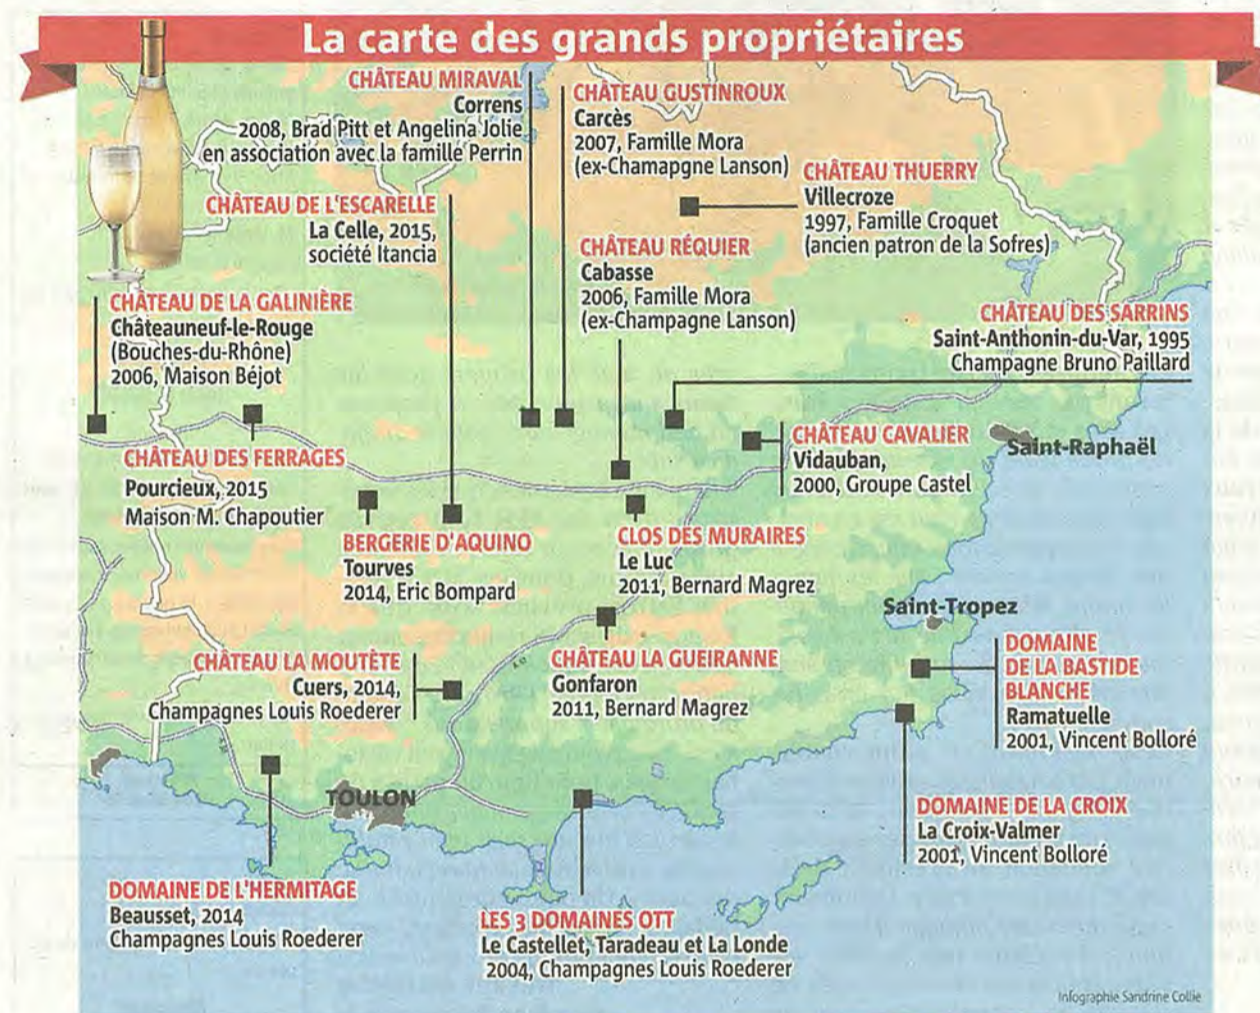 La carte des grands propriétaires
CHÂTEAU MIRAVAL
Correns
2008, Brad Pitt et Angelina Jolie
en association avec la famille Perrin
CHÂTEAU GUSTINROUX
Carcès
2007, Famille Mora
(ex-Chamapgne Lanson)
CHÂTEAU THUERRY
Villecroze
1997, Famille Croquet
(ancien patron de la Sofres)
CHÂTEAU DE L'ESCARELLE
La Celle, 2015,
société Itancia
CHÂTEAU RÉQUIER
Cabasse
2006, Famille Mora
(ex-Champagne Lanson)
CHÂTEAU DE LA GALINIÈRE
Châteauneuf-le-Rouge
(Bouches-du-Rhône)
2006, Maison Béjot
CHÂTEAU DES SARRINS
Saint-Anthonin-du-Var, 1995
Champagne Bruno Paillard
CHÂTEAU DES FERRAGES
Pourcieux, 2015
Maison M. Chapoutier
CHÂTEAU CAVALIER
Vidauban,
2000, Groupe Castel
Saint-Raphaël
BERGERIE D'AQUINO
Tourves
2014, Eric Bompard
CLOS DES MURAIRES
Le Luc
2011, Bernard Magrez
Saint-Tropez
CHÂTEAU LA MOUTÈTE
Cuers, 2014,
Champagnes Louis Roederer
CHÂTEAU LA GUEIRANNE
Gonfaron
2011, Bernard Magrez
DOMAINE
DE LA BASTIDE
BLANCHE
Ramatuelle
2001, Vincent Bolloré
TOULON
DOMAINE DE LA CROIX
La Croix-Valmer
2001, Vincent Bolloré
DOMAINE DE L'HERMITAGE
Beausset, 2014
Champagnes Louis Roederer
LES 3 DOMAINES OTT
Le Castellet, Taradeau et La Londe
2004, Champagnes Louis Roederer
Infographie Sandrine Collie